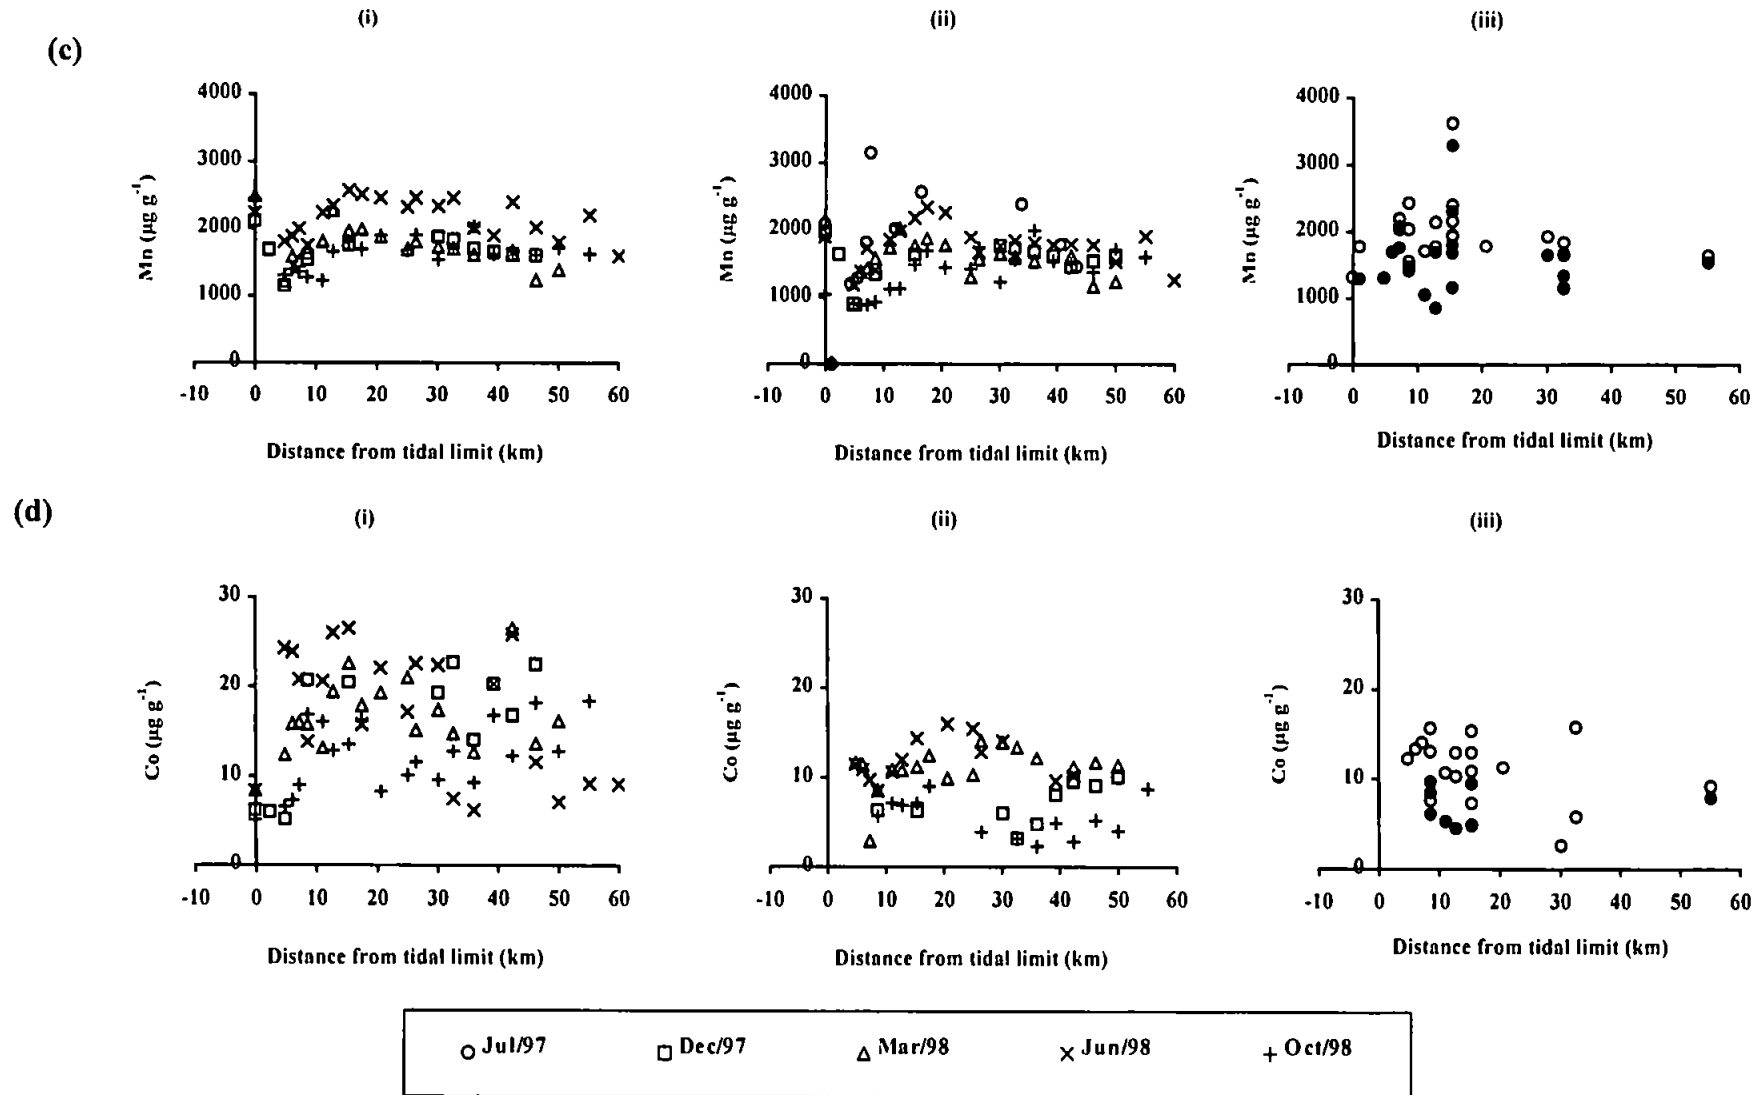 (c)
(i)
(ii)
(iii)
Mn (µg g⁻¹)
4000
3000
2000
1000
0
-10 0 10 20 30 40 50 60
Distance from tidal limit (km)
Mn (µg g⁻¹)
4000
3000
2000
1000
0
-10 0 10 20 30 40 50 60
Distance from tidal limit (km)
Mn (µg g⁻¹)
4000
3000
2000
1000
0
-10 0 10 20 30 40 50 60
Distance from tidal limit (km)
(d)
(i)
(ii)
(iii)
Co (µg g⁻¹)
30
20
10
0
-10 0 10 20 30 40 50 60
Distance from tidal limit (km)
Co (µg g⁻¹)
30
20
10
0
-10 0 10 20 30 40 50 60
Distance from tidal limit (km)
Co (µg g⁻¹)
30
20
10
0
-10 0 10 20 30 40 50 60
Distance from tidal limit (km)
Jul/97 Dec/97 Mar/98 Jun/98 Oct/98